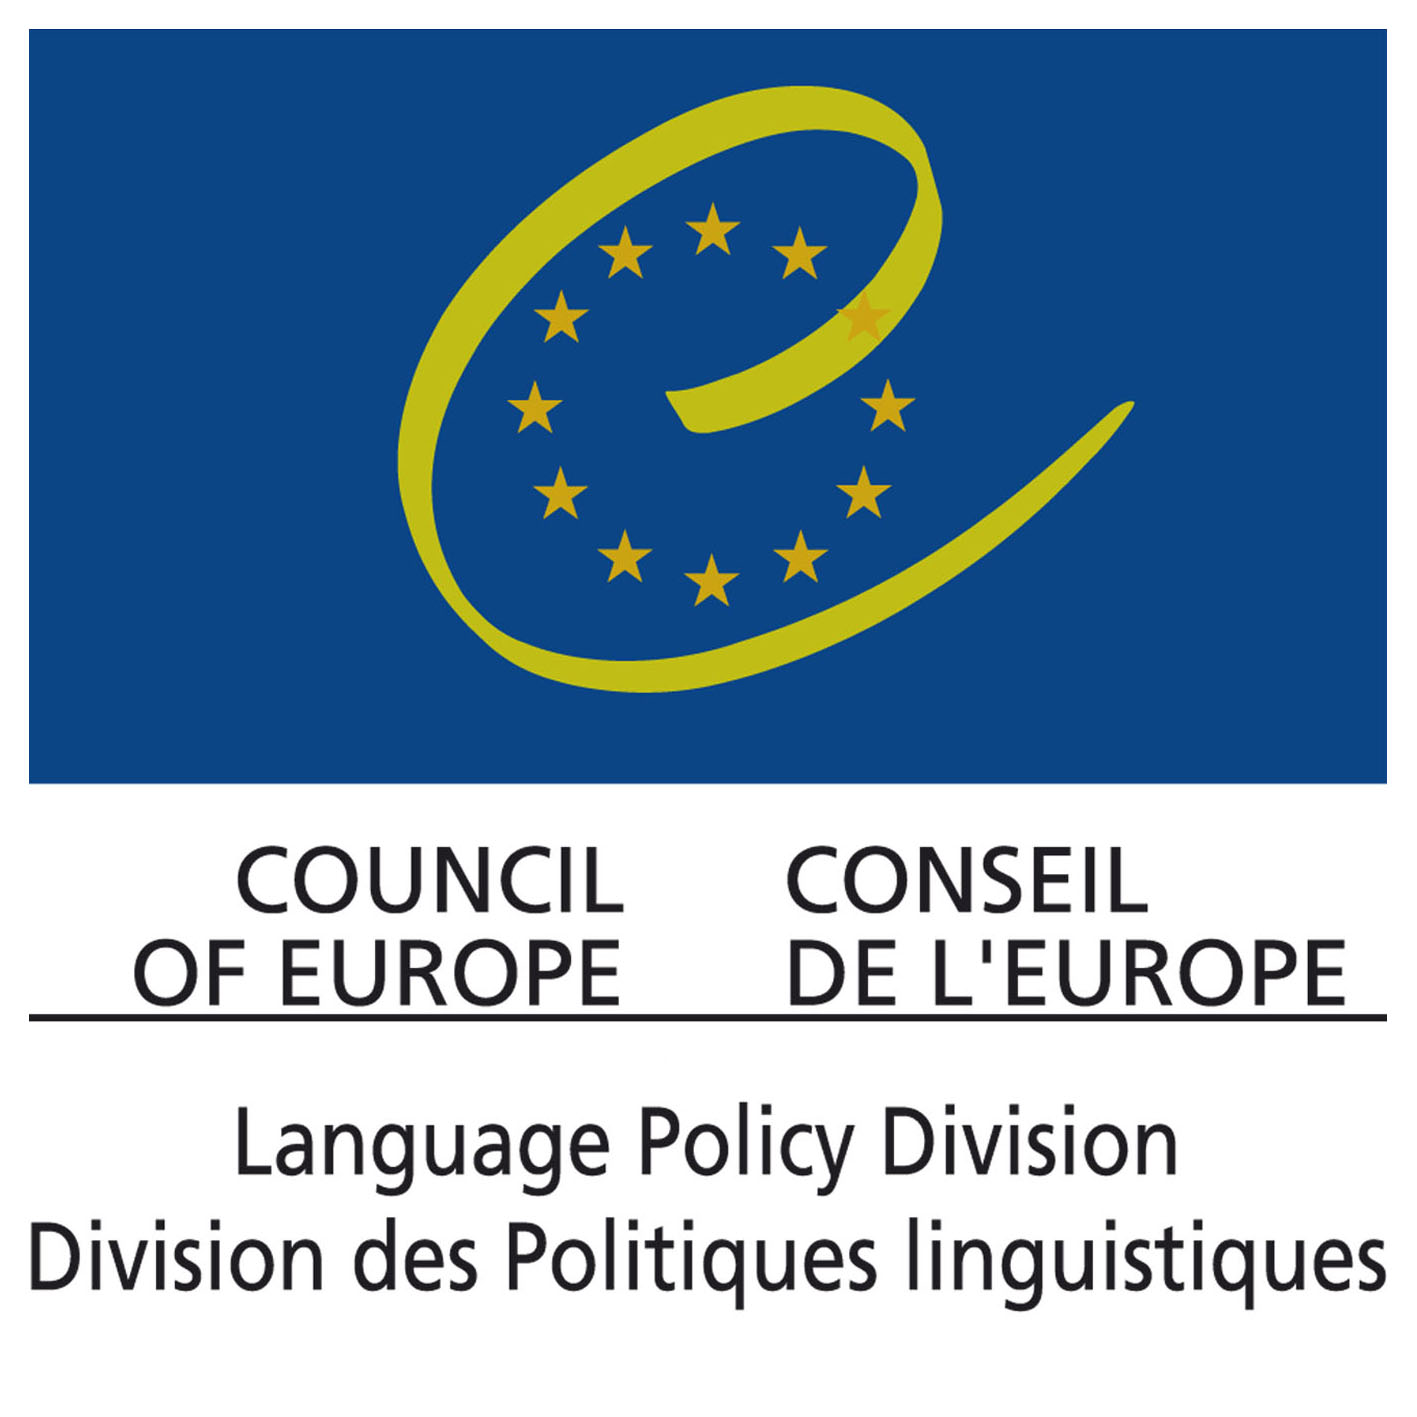 COUNCIL
OF EUROPE
CONSEIL
DE L'EUROPE
Language Policy Division
Division des Politiques linguistiques